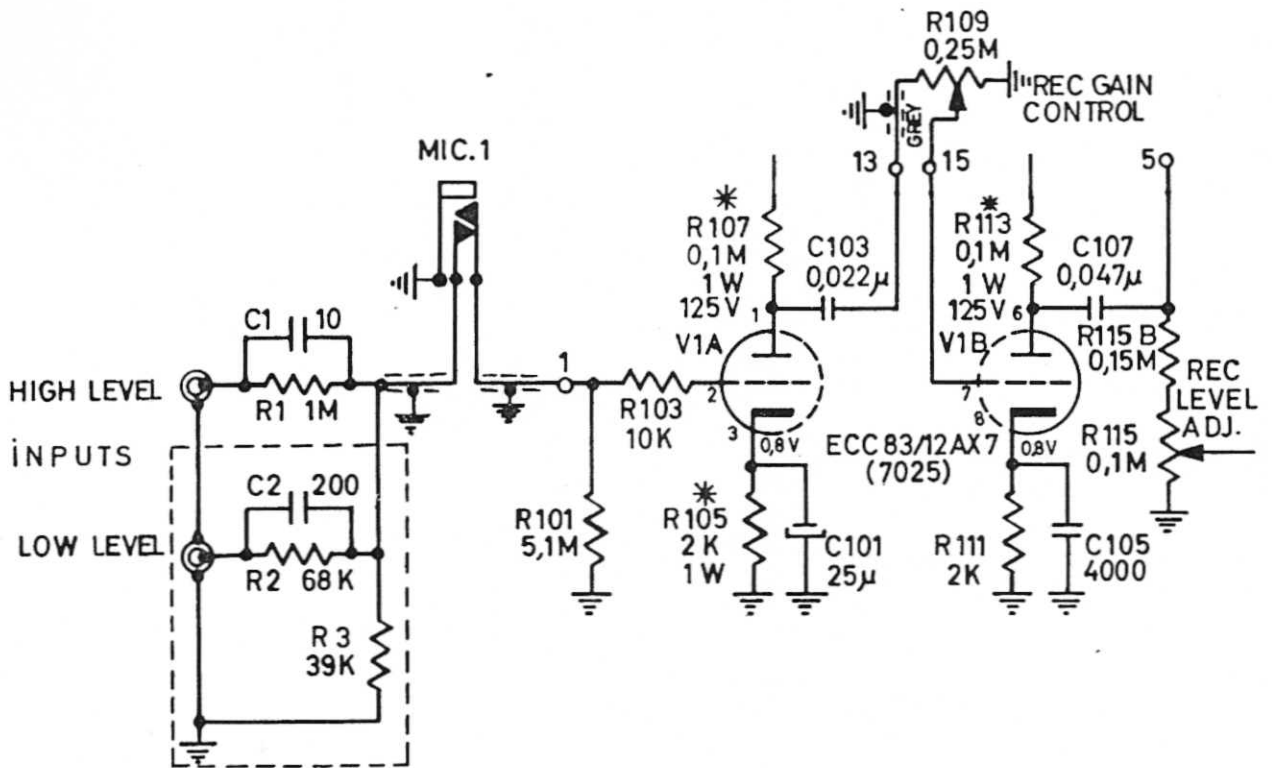 R109
0,25M
REC GAIN
CONTROL
GREY
13
15
5
MIC.1
*
R107
0,1M
1W
125V
C103
0,022µ
*
R113
0,1M
1W
125V
C107
0,047µ
C1
10
HIGH LEVEL
R1
1M
1
R103
10K
V1A
1
2
3
0,8V
V1B
6
7
7
8
0,8V
R115 B
0,15M
REC
LEVEL
ADJ.
ECC 83/12AX7
(7025)
R115
0,1M
INPUTS
C2
200
LOW LEVEL
R2
68K
R101
5,1M
*
R105
2K
1W
C101
25µ
R111
2K
C105
4000
R3
39K